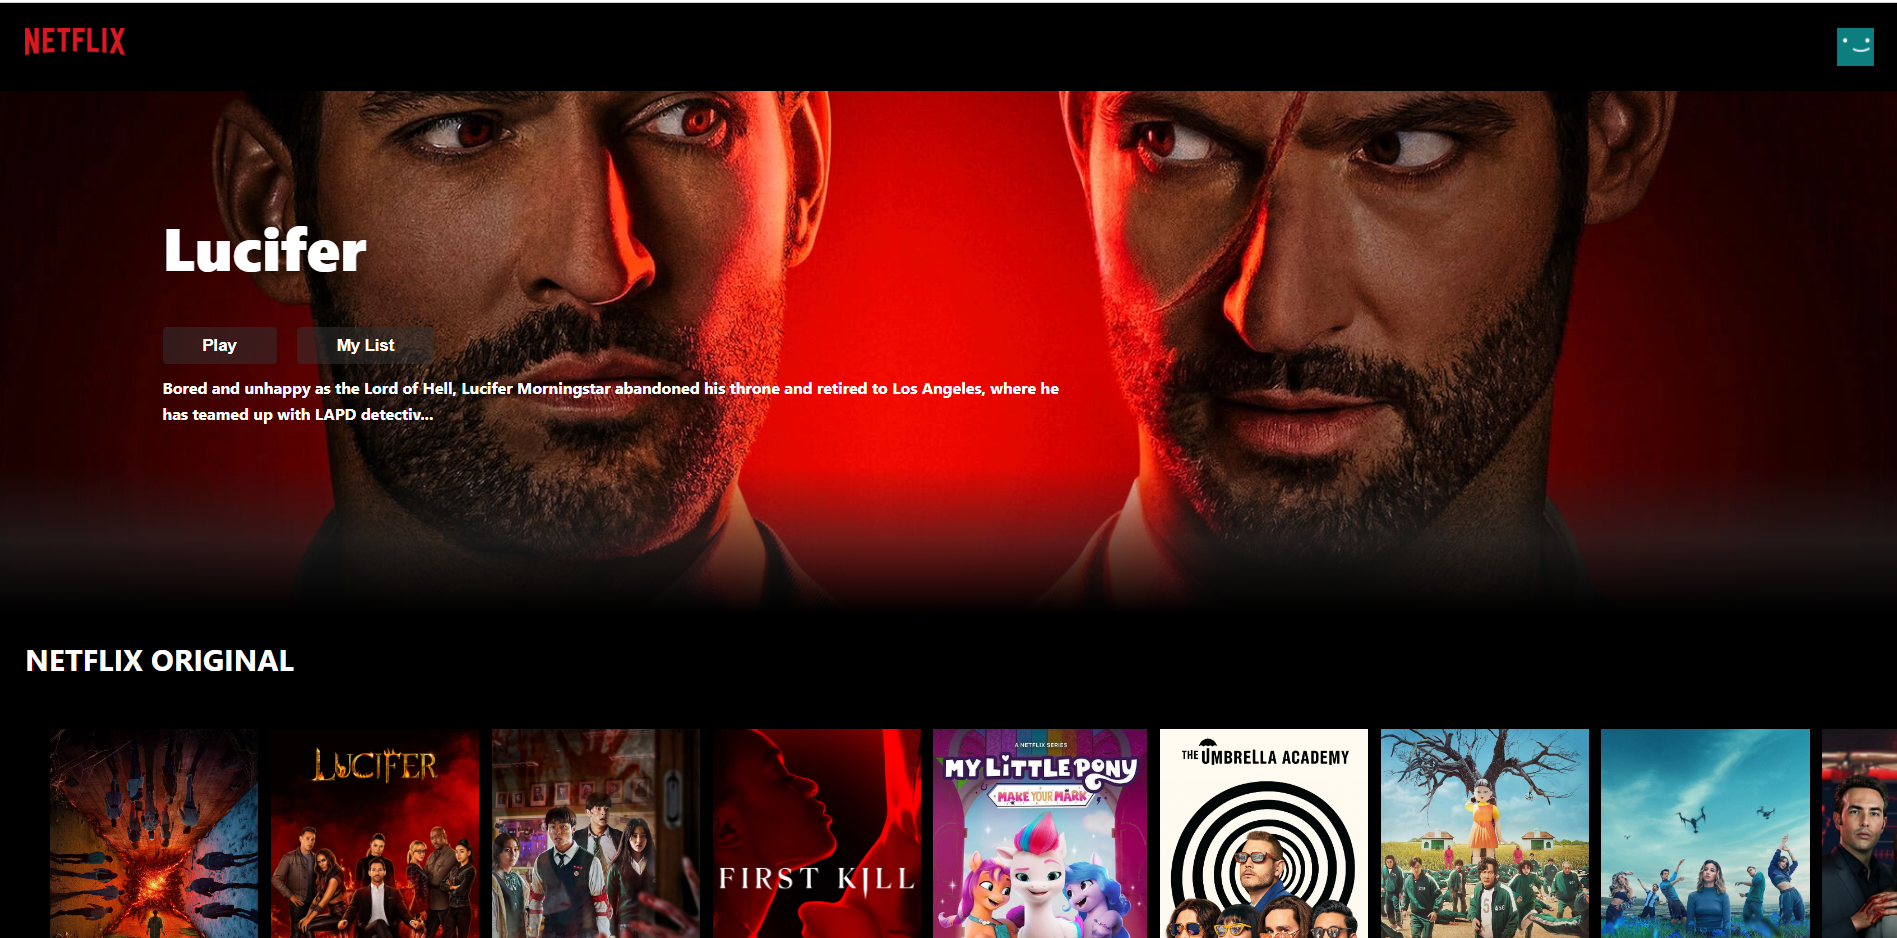 NETFLIX
Lucifer
Play
My List
Bored and unhappy as the Lord of Hell, Lucifer Morningstar abandoned his throne and retired to Los Angeles, where he
has teamed up with LAPD detectiv...
NETFLIX ORIGINAL
LUCIFER
FIRST KILL
A NETFLIX SERIES
MY LITTLE PONY
MAKE YOUR MARK
THE UMBRELLA ACADEMY